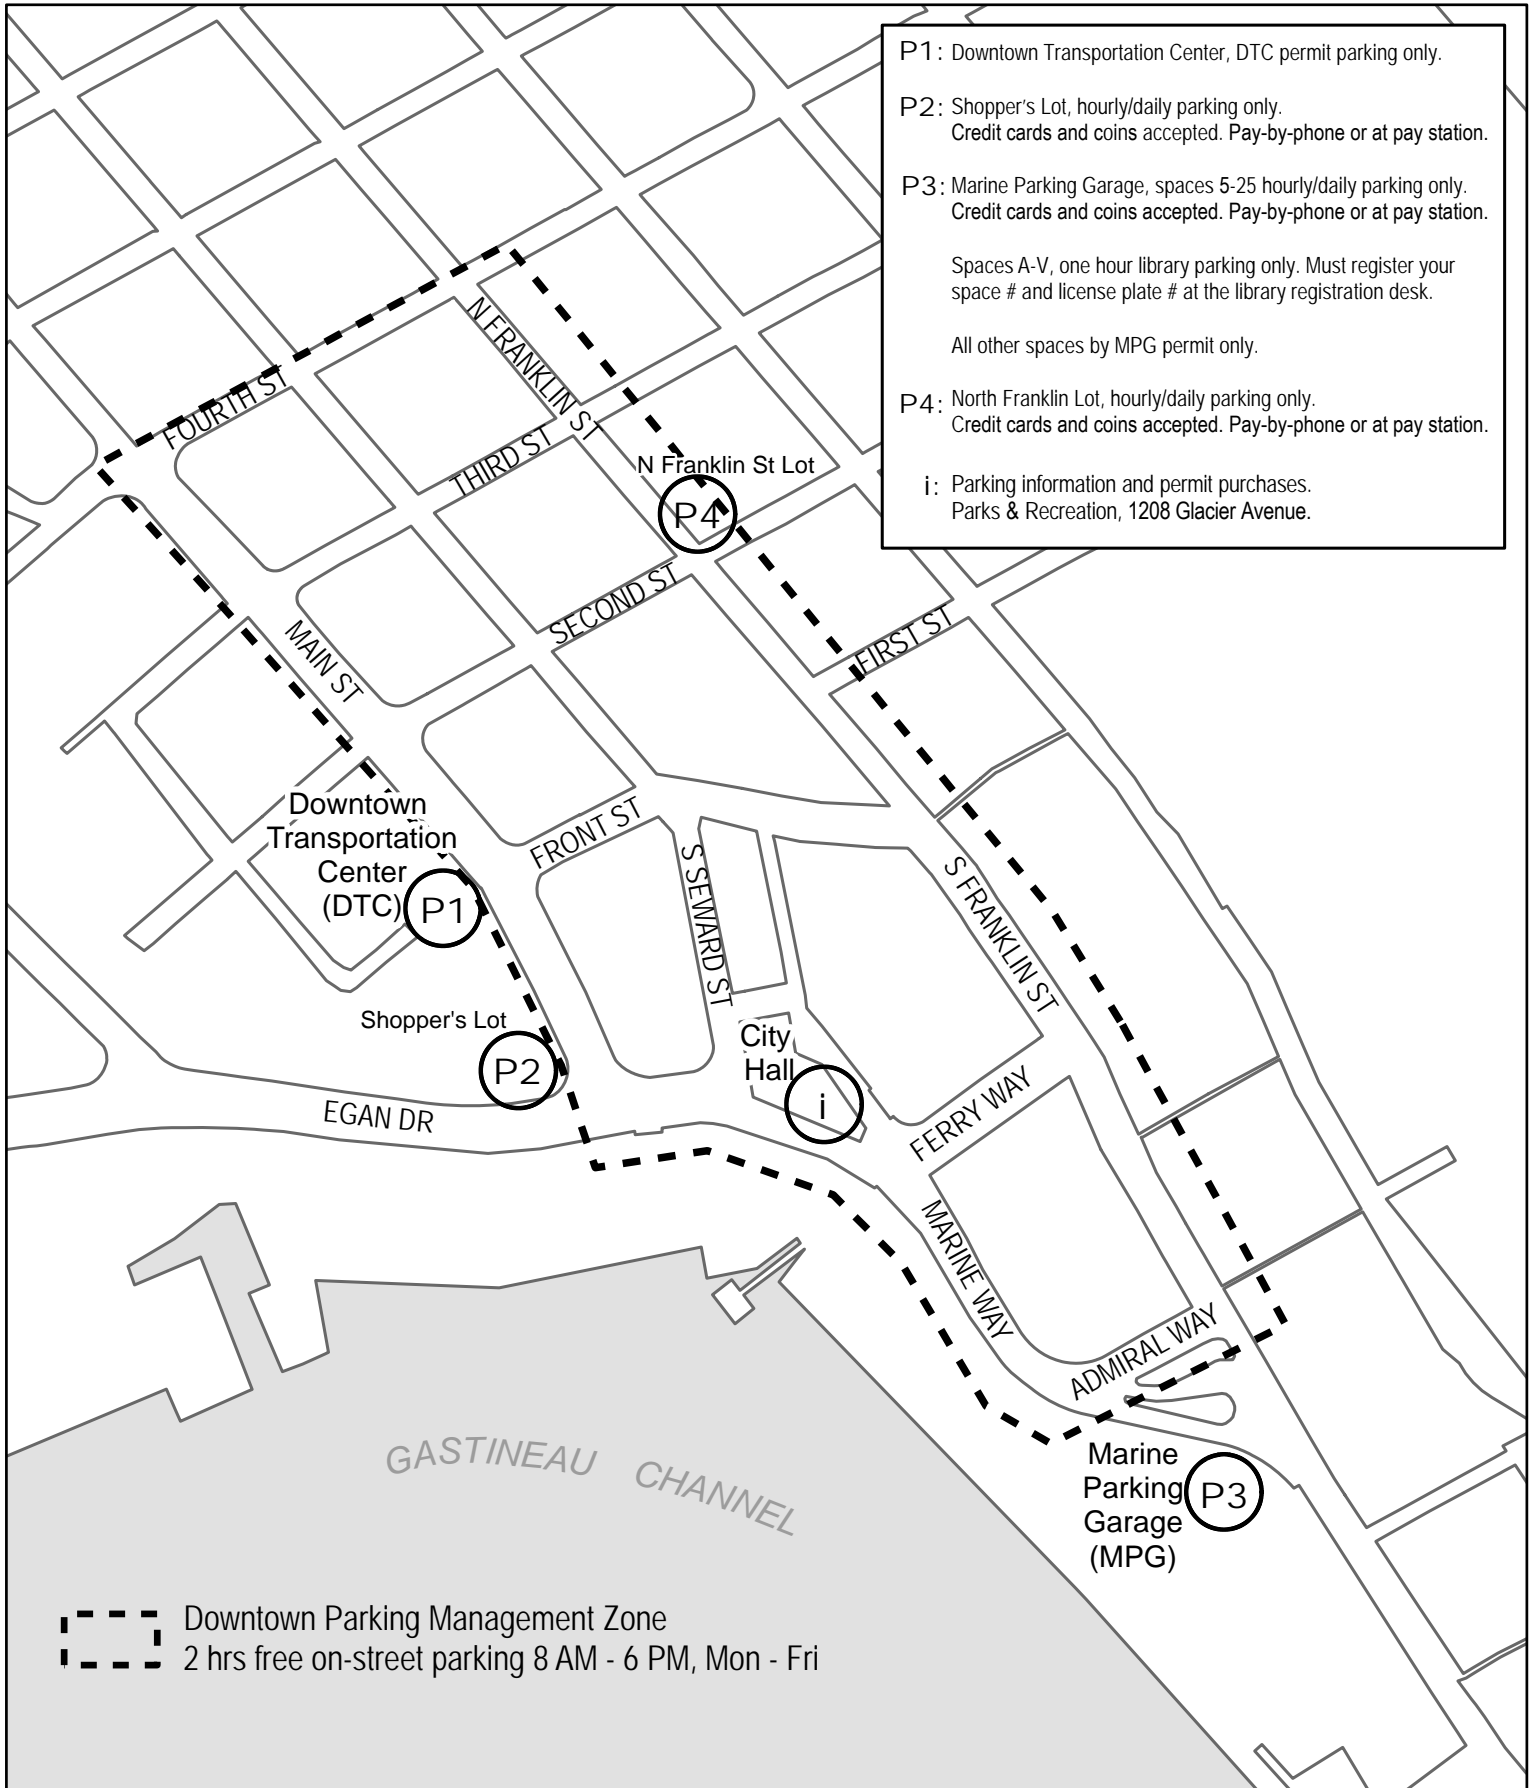 P1: Downtown Transportation Center, DTC permit parking only.
P2: Shopper's Lot, hourly/daily parking only.
Credit cards and coins accepted. Pay-by-phone or at pay station.
P3: Marine Parking Garage, spaces 5-25 hourly/daily parking only.
Credit cards and coins accepted. Pay-by-phone or at pay station.
Spaces A-V, one hour library parking only. Must register your
space # and license plate # at the library registration desk.
All other spaces by MPG permit only.
P4: North Franklin Lot, hourly/daily parking only.
Credit cards and coins accepted. Pay-by-phone or at pay station.
i: Parking information and permit purchases.
Parks & Recreation, 1208 Glacier Avenue.
N FRANKLIN ST
FOURTH ST
THIRD ST
N Franklin St Lot
P4
SECOND ST
FIRST ST
MAIN ST
Downtown
Transportation
Center
(DTC)
P1
FRONT ST
S SEWARD ST
S FRANKLIN ST
Shopper's Lot
P2
City
Hall
i
EGAN DR
FERRY WAY
MARINE WAY
ADMIRAL WAY
GASTINEAU CHANNEL
Marine
Parking
Garage
(MPG)
P3
Downtown Parking Management Zone
2 hrs free on-street parking 8 AM - 6 PM, Mon - Fri